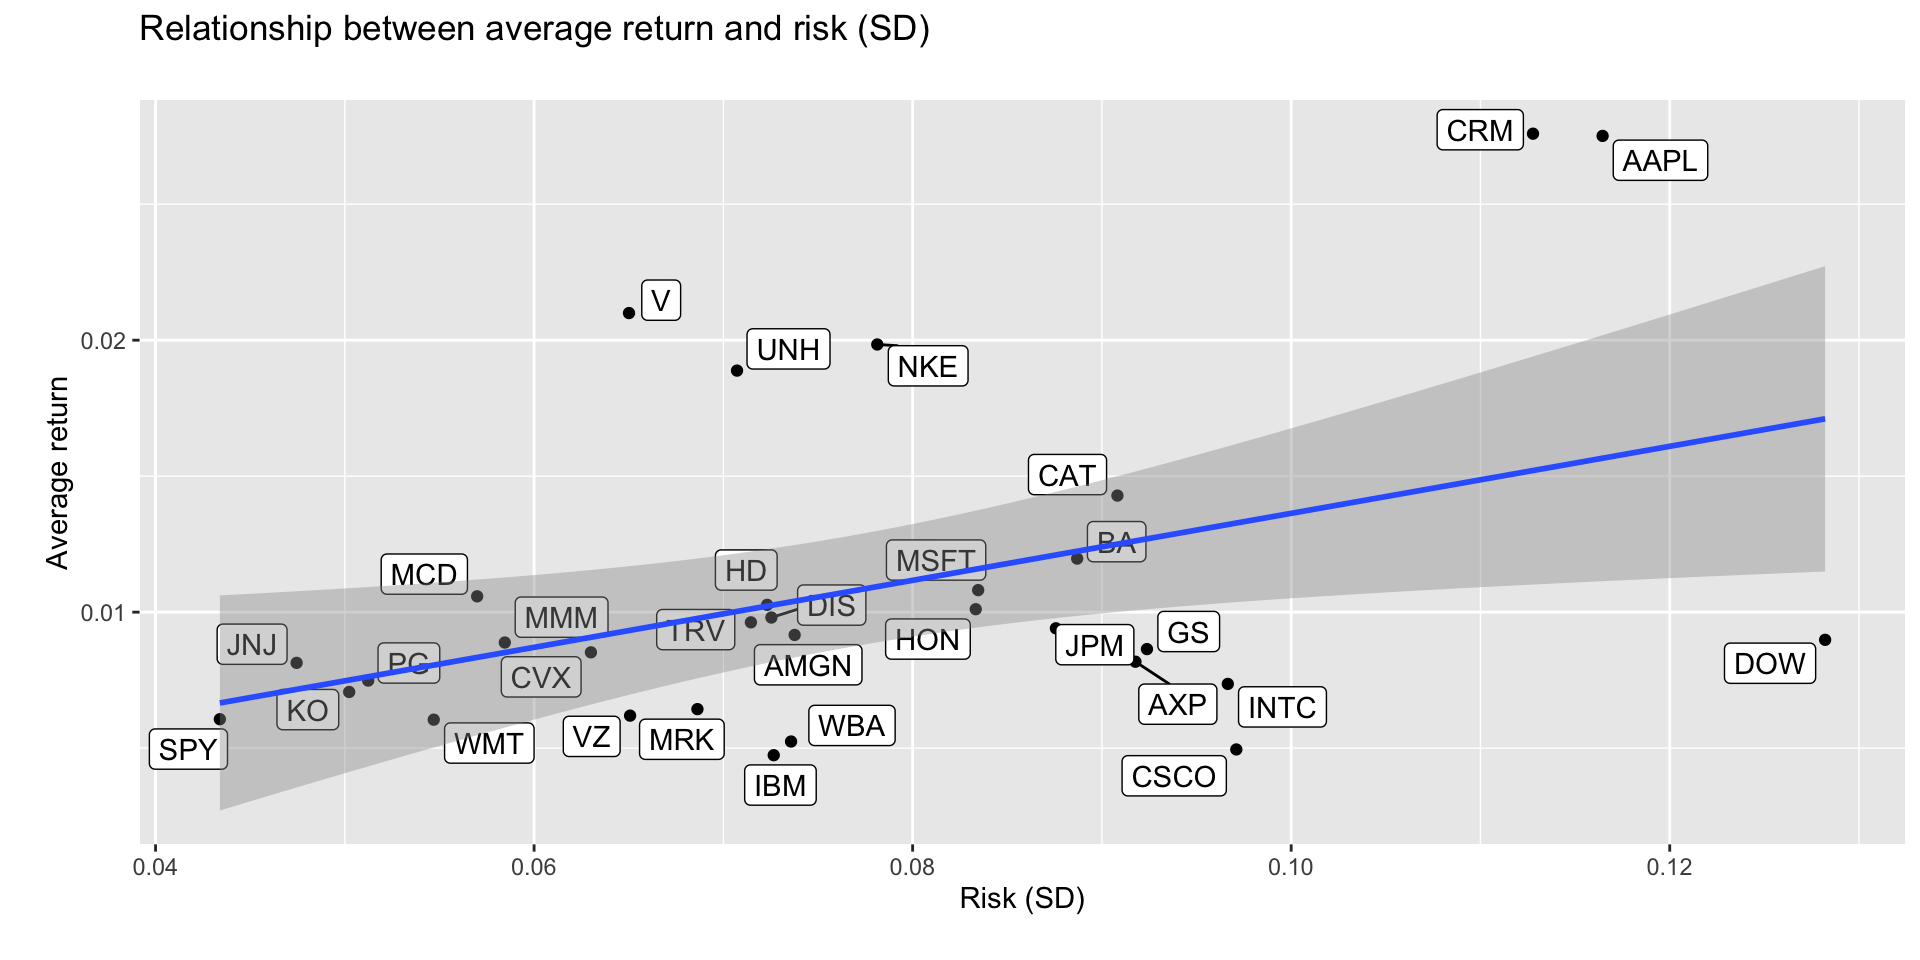 Relationship between average return and risk (SD)
CRM
AAPL
V
UNH
NKE
0.02
Average return
CAT
BA
MSFT
HD
MCD
DIS
MMM
TRV
0.01
JNJ
PG
CVX
AMGN
HON
JPM
GS
DOW
KO
AXP
INTC
SPY
WMT
VZ
MRK
WBA
IBM
CSCO
0.04
0.06
0.08
0.10
0.12
Risk (SD)